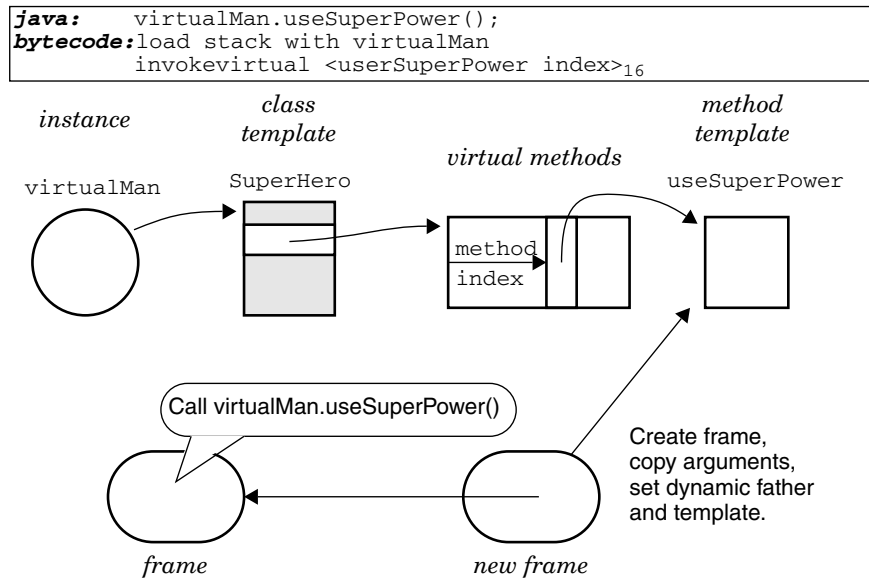 java: virtualMan.useSuperPower();
bytecode:load stack with virtualMan
invokevirtual <userSuperPower index>16
instance
class
template
virtual methods
method
template
virtualMan
SuperHero
useSuperPower
method
index
Call virtualMan.useSuperPower()
Create frame,
copy arguments,
set dynamic father
and template.
frame
new frame